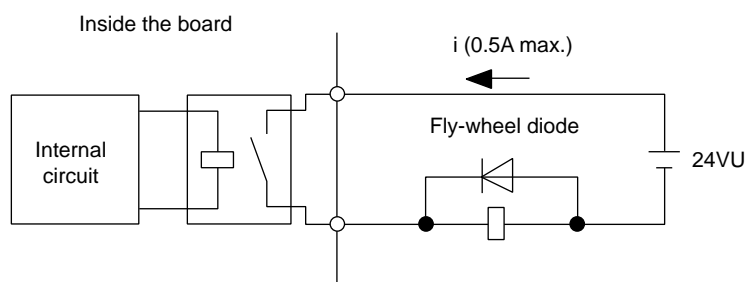 Inside the board
i (0.5A max.)
Fly-wheel diode
Internal
circuit
24VU